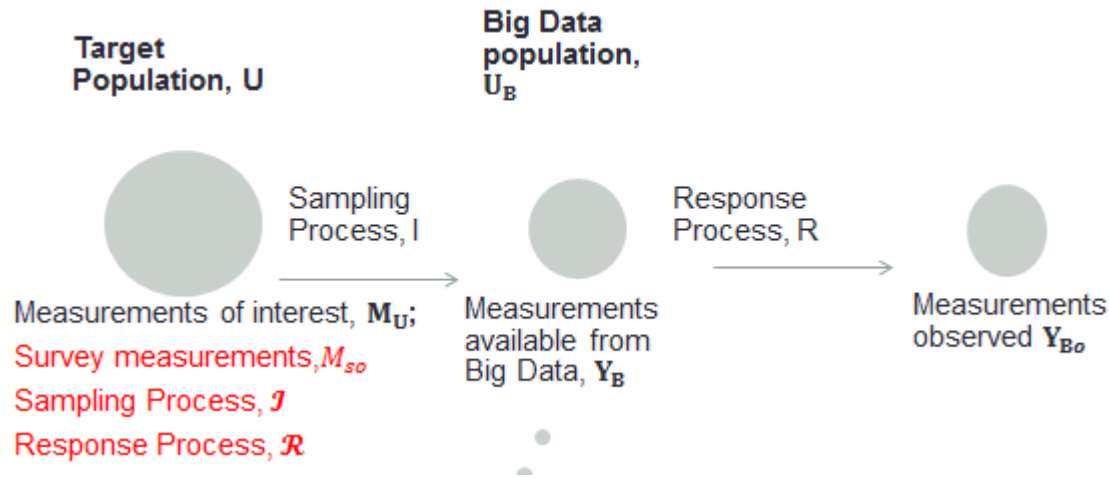 Target
Population, U
Big Data
population,
U_B
Sampling
Process, I
Response
Process, R
Measurements of interest, M_U;
Survey measurements,M_so
Sampling Process, 𝓘
Response Process, 𝓡
Measurements
available from
Big Data, Y_B
Measurements
observed Y_Bo